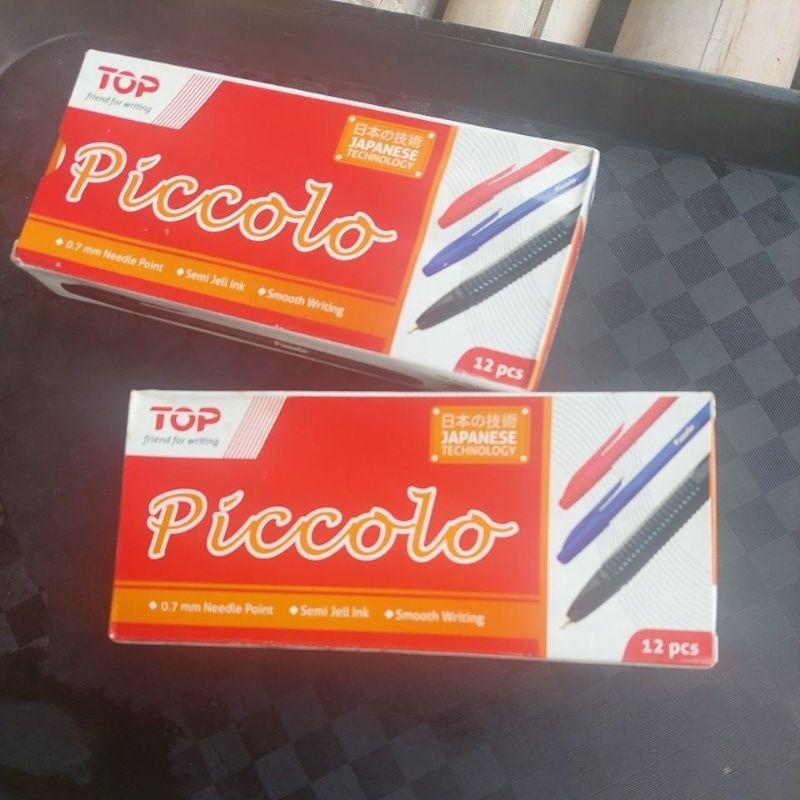 TOP
friend for writing
日本の技術
JAPANESE
TECHNOLOGY
Piccolo
0.7 mm Needle Point
Semi Jell Ink
Smooth Writing
12 pcs
TOP
friend for writing
日本の技術
JAPANESE
TECHNOLOGY
Piccolo
0.7 mm Needle Point
Semi Jell Ink
Smooth Writing
12 pcs